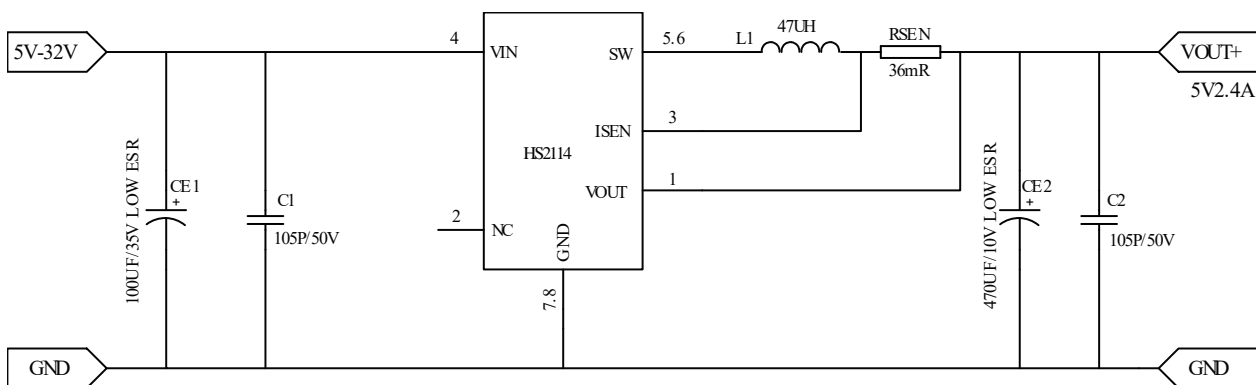 5V-32V
4
VIN
SW
5.6
L1
47UH
RSEN
36mR
VOUT+
5V2.4A
ISEN
3
HS2114
VOUT
1
100UF/35V LOW ESR
CE1
+
C1
105P/50V
2
NC
GND
7.8
470UF/10V LOW ESR
CE2
+
C2
105P/50V
GND
GND